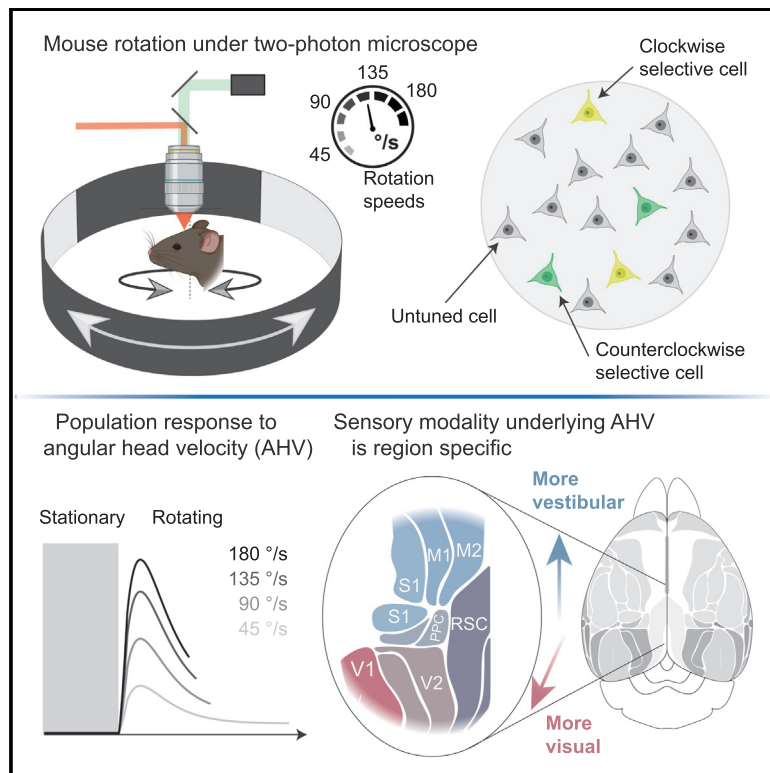 Mouse rotation under two-photon microscope
45
90
135
180
°/s
Rotation
speeds
Clockwise
selective cell
Untuned cell
Counterclockwise
selective cell
Population response to
angular head velocity (AHV)
Stationary
Rotating
180 °/s
135 °/s
90 °/s
45 °/s
Sensory modality underlying AHV
is region specific
M1
M2
S1
S1
PPC
RSC
V1
V2
More
vestibular
More
visual